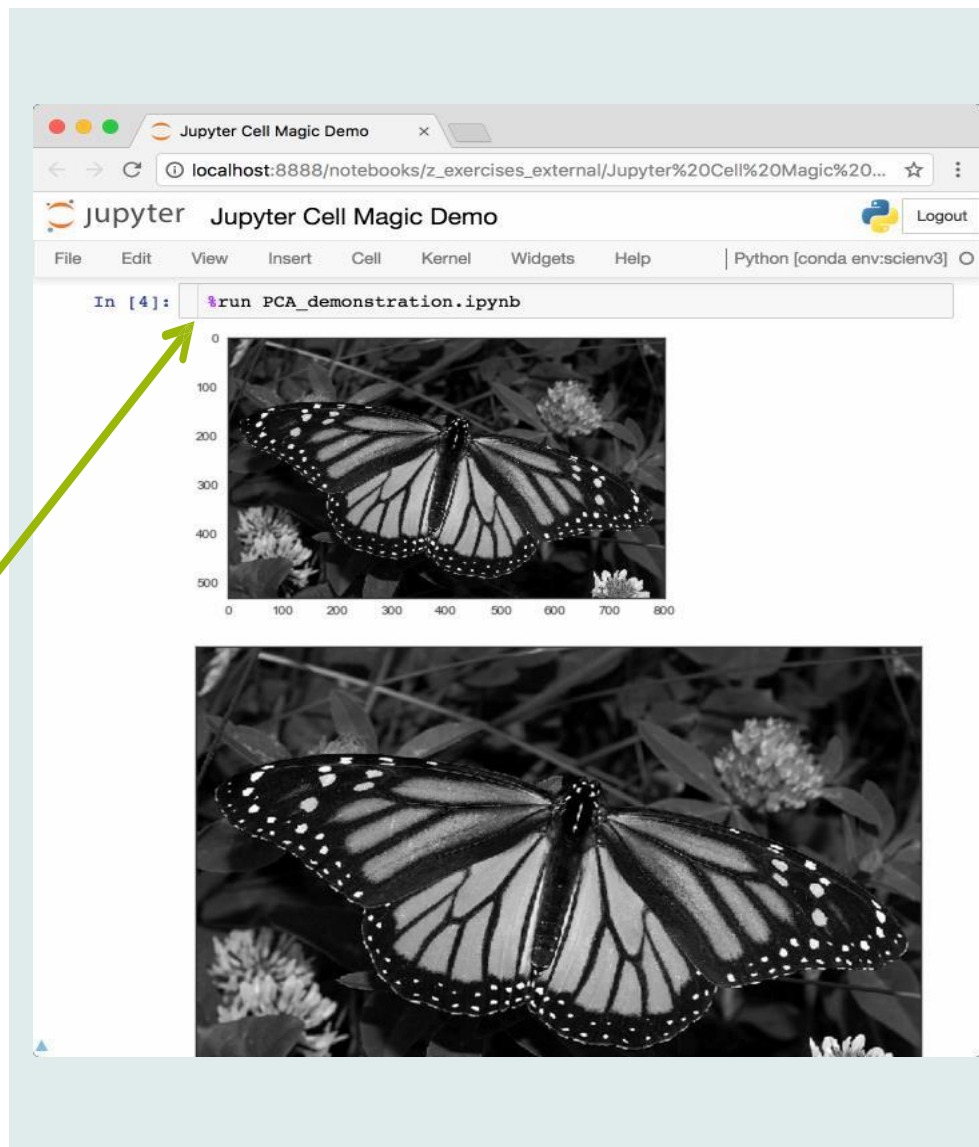 Jupyter Cell Magic Demo ×
localhost:8888/notebooks/z_exercises_external/Jupyter%20Cell%20Magic%20...
jupyter Jupyter Cell Magic Demo Logout
File Edit View Insert Cell Kernel Widgets Help Python [conda env:scienv3]
In [4]: %run PCA_demonstration.ipynb
0
100
200
300
400
500
0 100 200 300 400 500 600 700 800